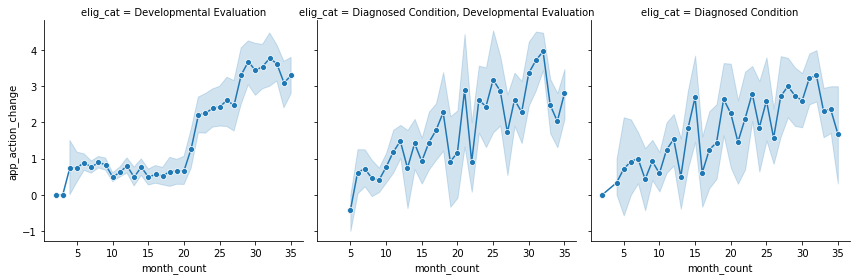 elig_cat = Developmental Evaluation
elig_cat = Diagnosed Condition, Developmental Evaluation
elig_cat = Diagnosed Condition
app_action_change
4
3
2
1
0
−1
5 10 15 20 25 30 35
5 10 15 20 25 30 35
5 10 15 20 25 30 35
month_count
month_count
month_count